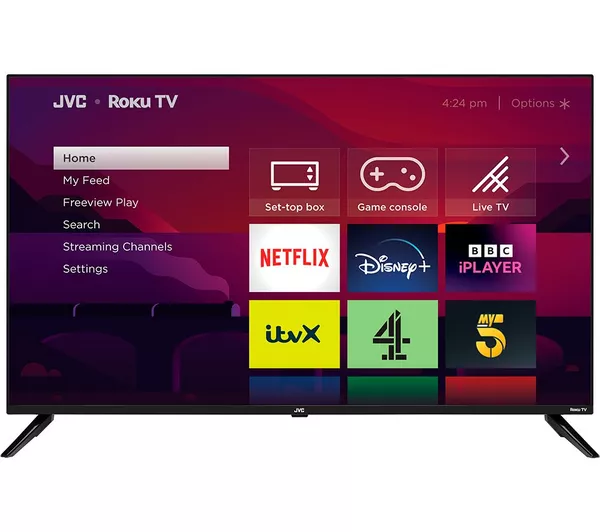 JVC • Roku TV
4:24 pm | Options
Home
My Feed
Freeview Play
Search
Streaming Channels
Settings
Set-top box
Game console
Live TV
NETFLIX
Disney+
BBC
iPLAYER
itvX
4
MY
5
JVC
Roku TV